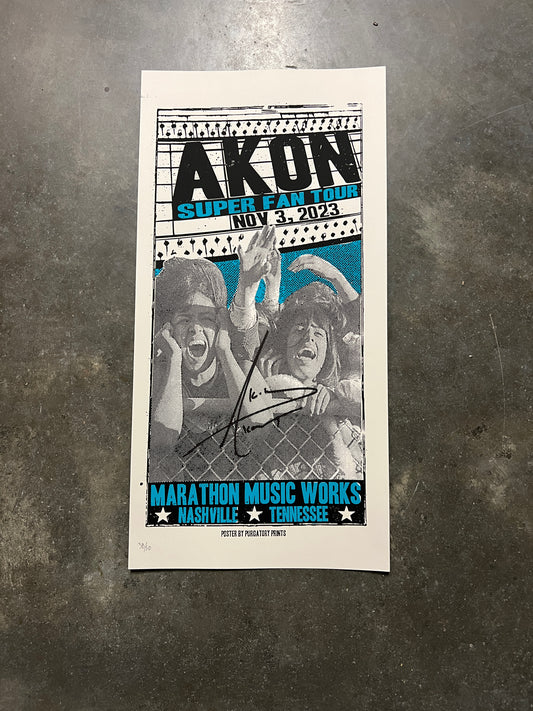 AKON
SUPER FAN TOUR
NOV 3, 2023
MARATHON MUSIC WORKS
★ NASHVILLE ★ TENNESSEE ★
POSTER BY PURGATORY PRINTS